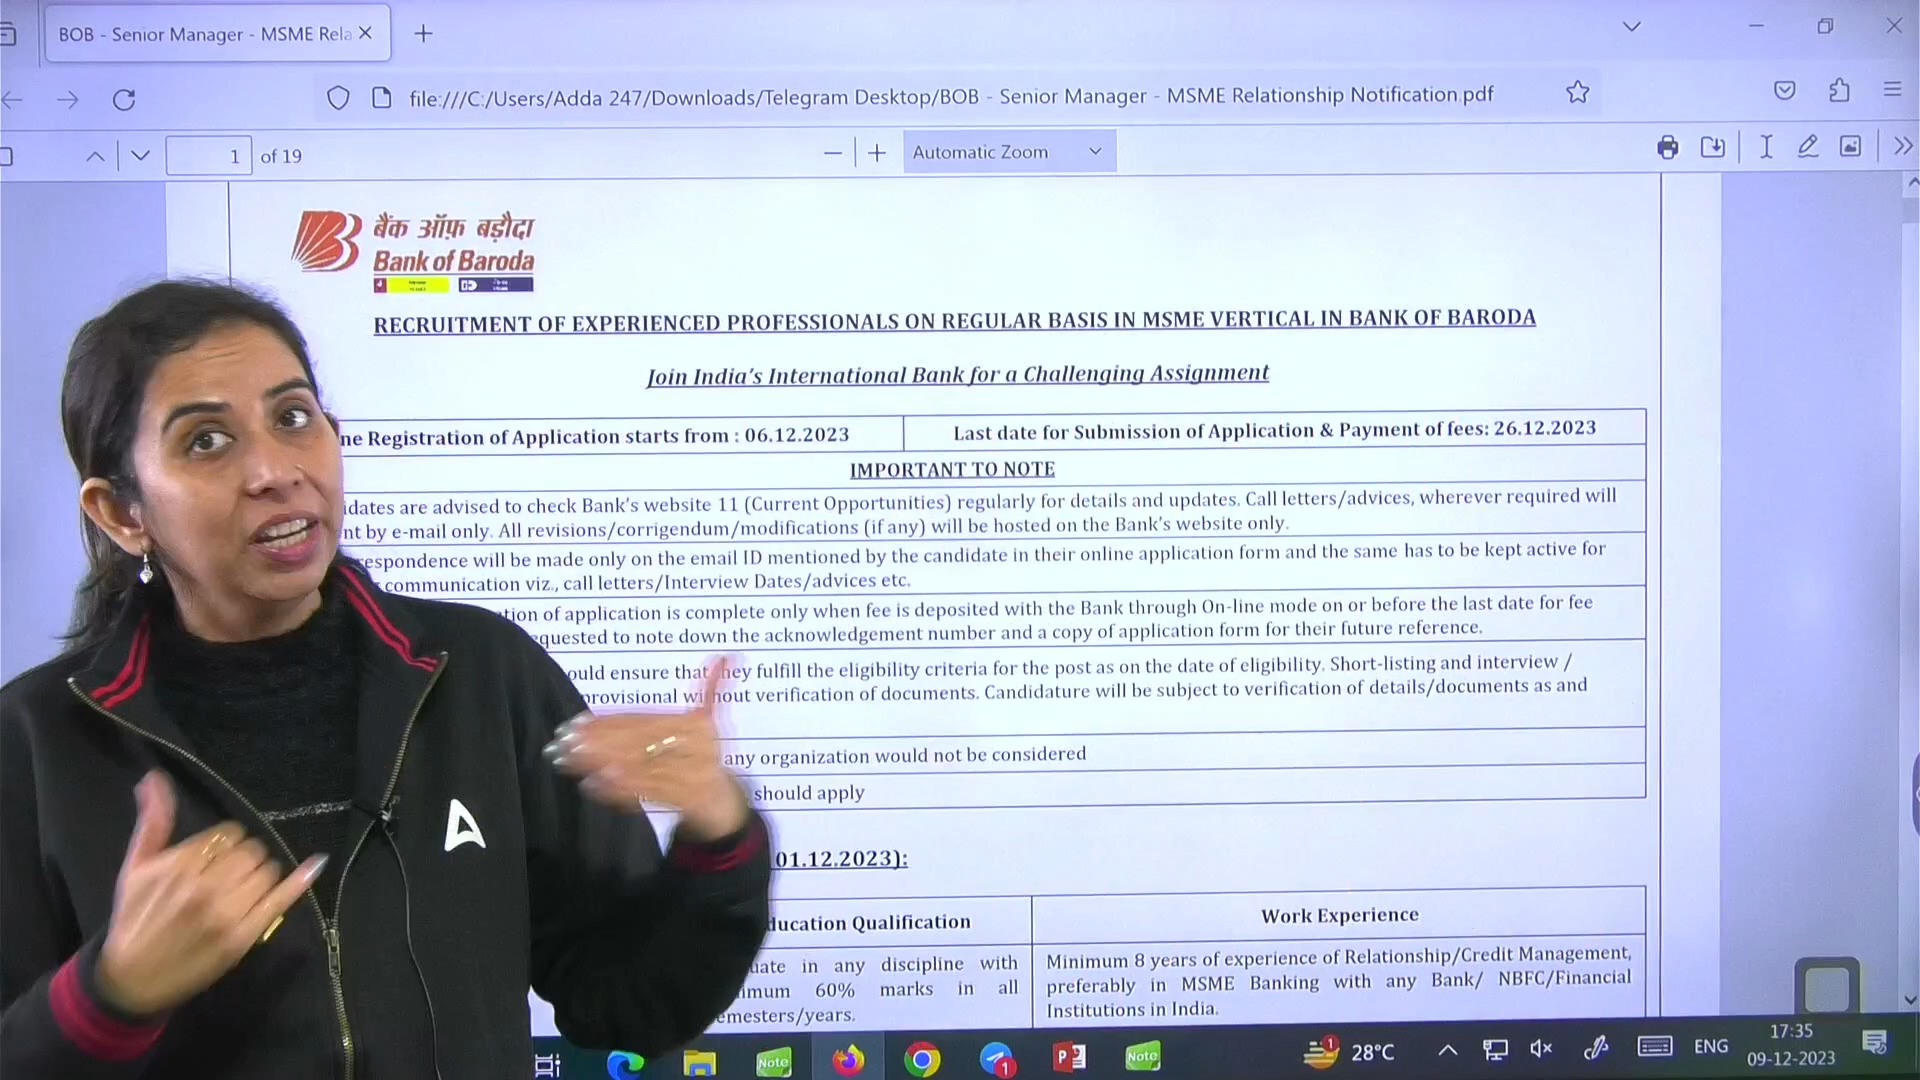 BOB - Senior Manager - MSME Rela
file:///C:/Users/Adda 247/Downloads/Telegram Desktop/BOB - Senior Manager - MSME Relationship Notification.pdf
1 of 19
Automatic Zoom
बैंक ऑफ़ बड़ौदा
Bank of Baroda
RECRUITMENT OF EXPERIENCED PROFESSIONALS ON REGULAR BASIS IN MSME VERTICAL IN BANK OF BARODA
Join India's International Bank for a Challenging Assignment
ne Registration of Application starts from : 06.12.2023
Last date for Submission of Application & Payment of fees: 26.12.2023
IMPORTANT TO NOTE
idates are advised to check Bank's website 11 (Current Opportunities) regularly for details and updates. Call letters/advices, wherever required will
nt by e-mail only. All revisions/corrigendum/modifications (if any) will be hosted on the Bank's website only.
espondence will be made only on the email ID mentioned by the candidate in their online application form and the same has to be kept active for
communication viz., call letters/Interview Dates/advices etc.
tion of application is complete only when fee is deposited with the Bank through On-line mode on or before the last date for fee
equested to note down the acknowledgement number and a copy of application form for their future reference.
ould ensure that they fulfill the eligibility criteria for the post as on the date of eligibility. Short-listing and interview /
provisional without verification of documents. Candidature will be subject to verification of details/documents as and
any organization would not be considered
should apply
01.12.2023):
ducation Qualification
Work Experience
uate in any discipline with
imum 60% marks in all
emesters/years.
Minimum 8 years of experience of Relationship/Credit Management,
preferably in MSME Banking with any Bank/ NBFC/Financial
Institutions in India.
Note
1
Note
1
28°C
ENG
17:35
09-12-2023